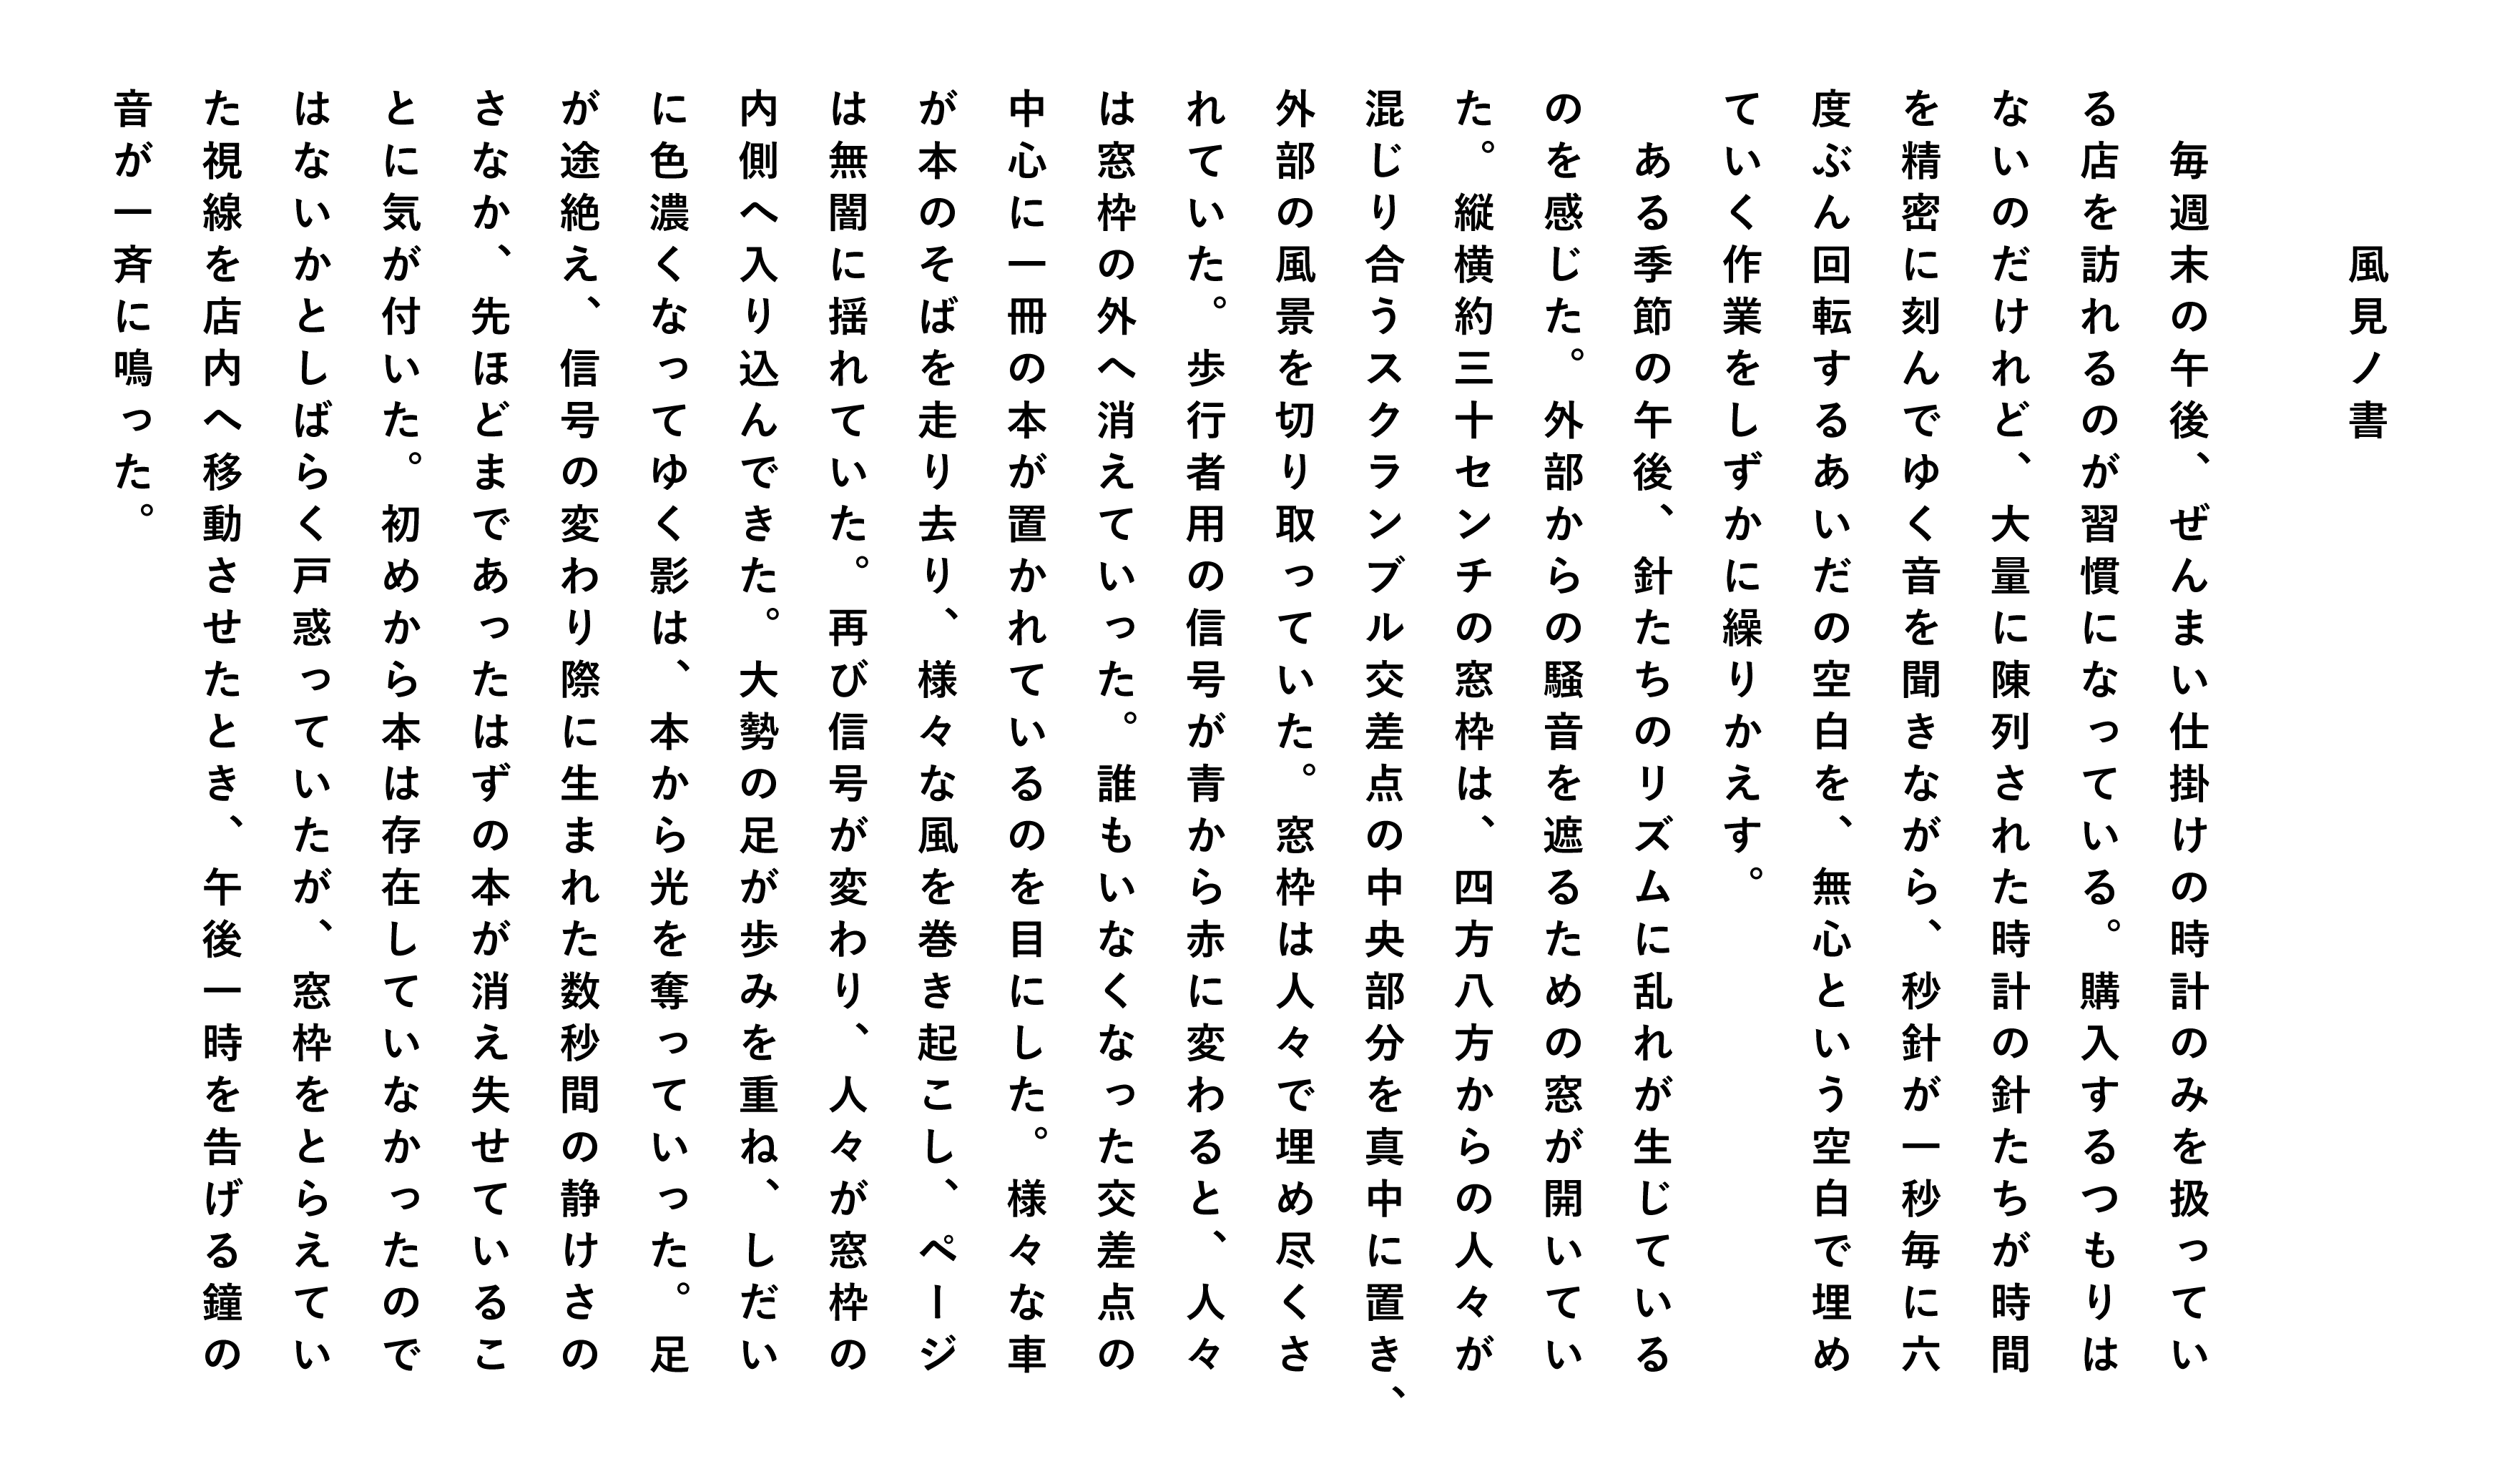 風見ノ書
毎週末の午後、ぜんまい仕掛けの時計のみを扱ってい
る店を訪れるのが習慣になっている。購入するつもりは
ないのだけれど、大量に陳列された時計の針たちが時間
を精密に刻んでゆく音を聞きながら、秒針が一秒毎に六
度ぶん回転するあいだの空白を、無心という空白で埋め
ていく作業をしずかに繰りかえす。
ある季節の午後、針たちのリズムに乱れが生じている
のを感じた。外部からの騒音を遮るための窓が開いてい
た。縦横約三十センチの窓枠は、四方八方からの人々が
混じり合うスクランブル交差点の中央部分を真中に置き、
外部の風景を切り取っていた。窓枠は人々で埋め尽くさ
れていた。歩行者用の信号が青から赤に変わると、人々
は窓枠の外へ消えていった。誰もいなくなった交差点の
中心に一冊の本が置かれているのを目にした。様々な車
が本のそばを走り去り、様々な風を巻き起こし、ページ
は無闇に揺れていた。再び信号が変わり、人々が窓枠の
内側へ入り込んできた。大勢の足が歩みを重ね、しだい
に色濃くなってゆく影は、本から光を奪っていった。足
が途絶え、信号の変わり際に生まれた数秒間の静けさの
さなか、先ほどまであったはずの本が消え失せているこ
とに気が付いた。初めから本は存在していなかったので
はないかとしばらく戸惑っていたが、窓枠をとらえてい
た視線を店内へ移動させたとき、午後一時を告げる鐘の
音が一斉に鳴った。